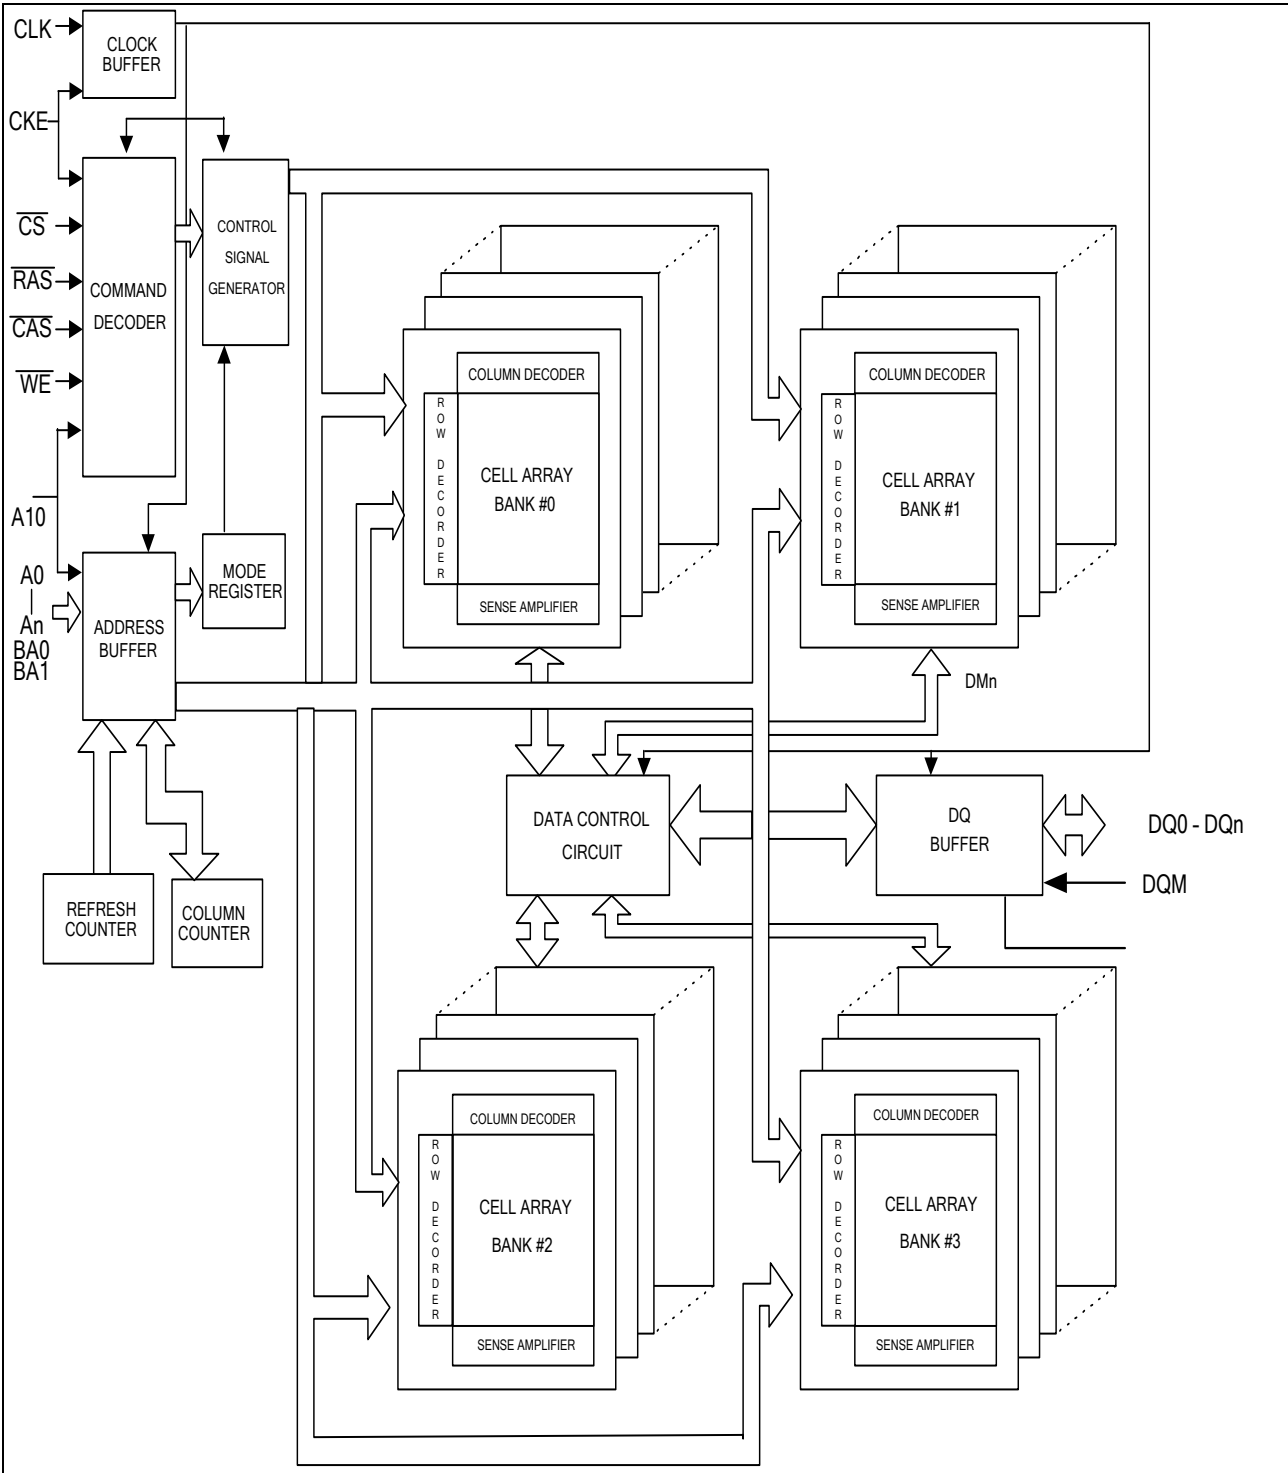 CLK
CLOCK
BUFFER
CKE
CS
RAS
CAS
WE
COMMAND
DECODER
CONTROL
SIGNAL
GENERATOR
A10
A0
An
BA0
BA1
ADDRESS
BUFFER
MODE
REGISTER
REFRESH
COUNTER
COLUMN
COUNTER
COLUMN DECODER
ROW DECORDER
CELL ARRAY
BANK #0
SENSE AMPLIFIER
COLUMN DECODER
ROW DECORDER
CELL ARRAY
BANK #1
SENSE AMPLIFIER
DMn
DATA CONTROL
CIRCUIT
DQ
BUFFER
DQ0 - DQn
DQM
COLUMN DECODER
ROW DECORDER
CELL ARRAY
BANK #2
SENSE AMPLIFIER
COLUMN DECODER
ROW DECORDER
CELL ARRAY
BANK #3
SENSE AMPLIFIER